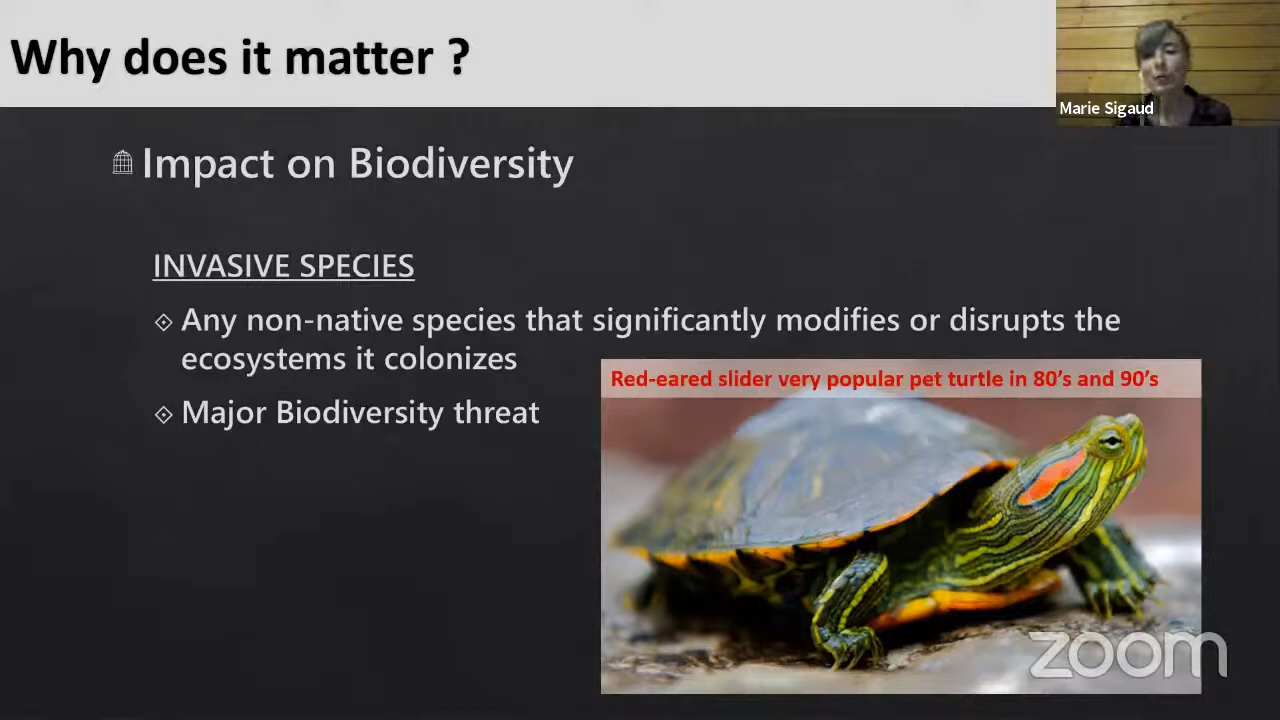 Why does it matter ?
Marie Sigaud
Impact on Biodiversity
INVASIVE SPECIES
Any non-native species that significantly modifies or disrupts the
ecosystems it colonizes
Red-eared slider very popular pet turtle in 80’s and 90’s
Major Biodiversity threat
zoom